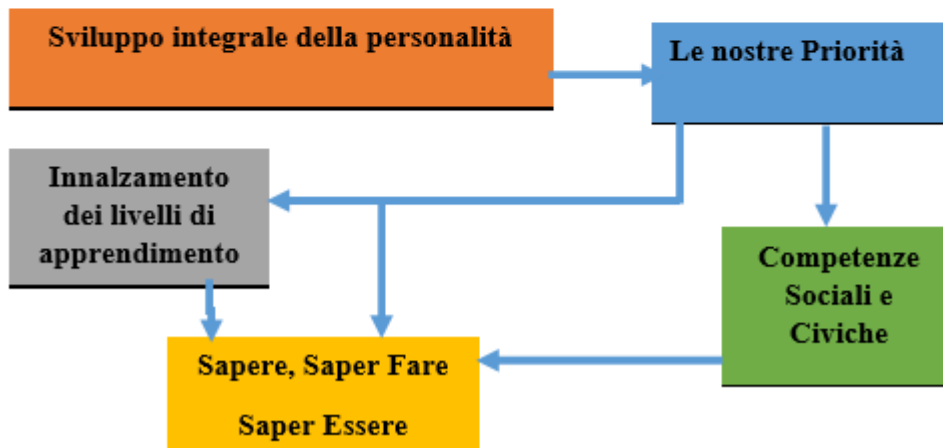 Sviluppo integrale della personalità
Le nostre Priorità
Innalzamento
dei livelli di
apprendimento
Competenze
Sociali e
Civiche
Sapere, Saper Fare
Saper Essere